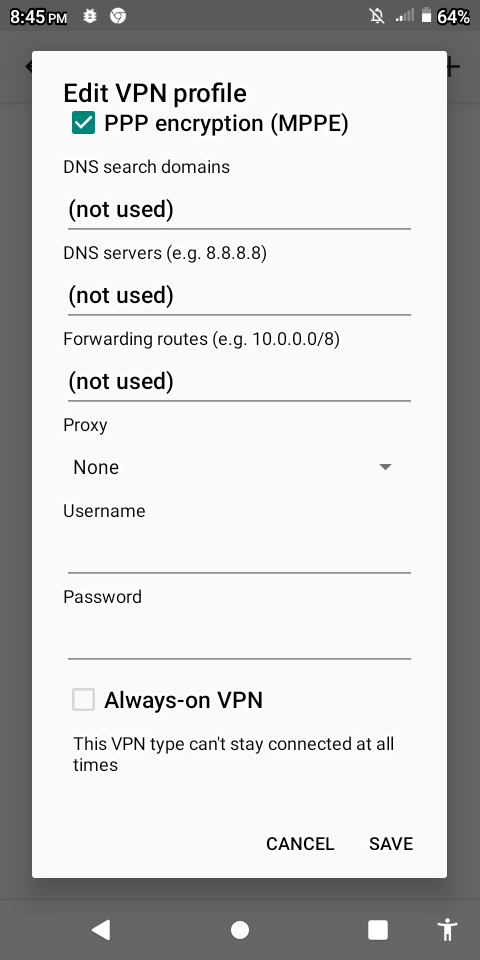 8:45 PM
64%
Edit VPN profile
PPP encryption (MPPE)
DNS search domains
(not used)
DNS servers (e.g. 8.8.8.8)
(not used)
Forwarding routes (e.g. 10.0.0.0/8)
(not used)
Proxy
None
Username
Password
Always-on VPN
This VPN type can't stay connected at all
times
CANCEL SAVE